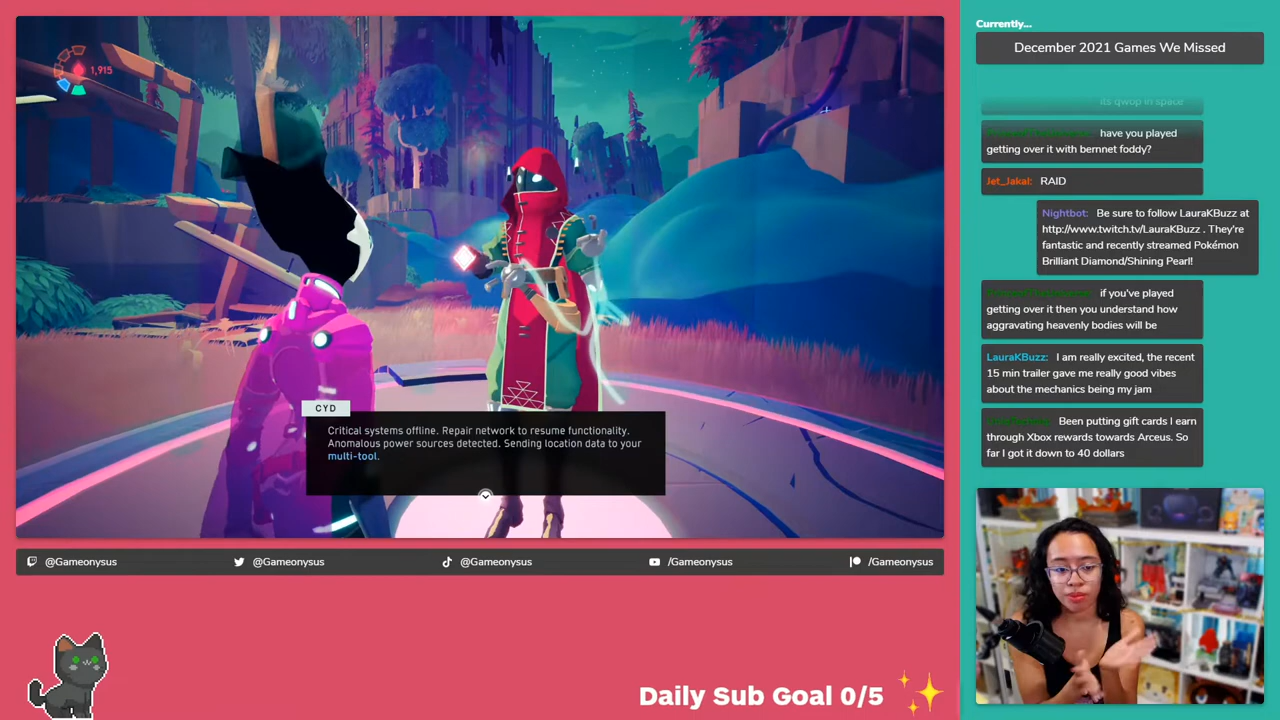 Currently...
December 2021 Games We Missed
1,915
its qwop in space
have you played
getting over it with bernnet foddy?
Jet_Jakal: RAID
Nightbot: Be sure to follow LauraKBuzz at
http://www.twitch.tv/LauraKBuzz . They're
fantastic and recently streamed Pokémon
Brilliant Diamond/Shining Pearl!
if you've played
getting over it then you understand how
aggravating heavenly bodies will be
LauraKBuzz: I am really excited, the recent
15 min trailer gave me really good vibes
about the mechanics being my jam
Been putting gift cards I earn
through Xbox rewards towards Arceus. So
far I got it down to 40 dollars
CYD
Critical systems offline. Repair network to resume functionality.
Anomalous power sources detected. Sending location data to your
multi-tool.
@Gameonysus
@Gameonysus
@Gameonysus
/Gameonysus
/Gameonysus
Daily Sub Goal 0/5